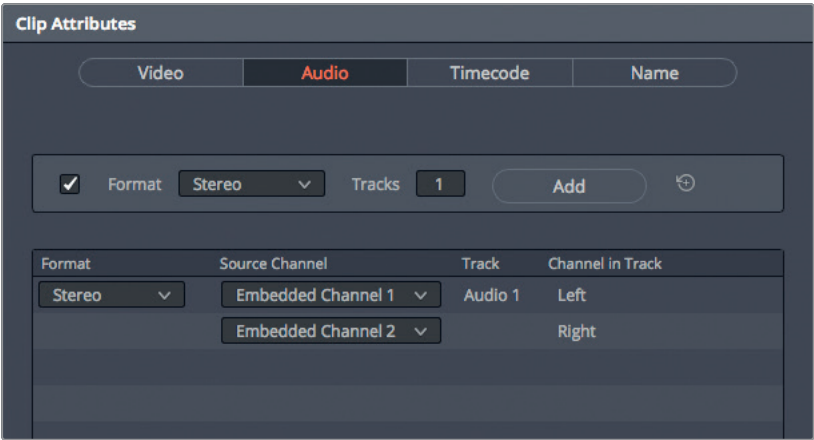 Clip Attributes
Video Audio Timecode Name
Format Stereo Tracks 1 Add
Format Source Channel Track Channel in Track
Stereo Embedded Channel 1 Audio 1 Left
Embedded Channel 2 Right